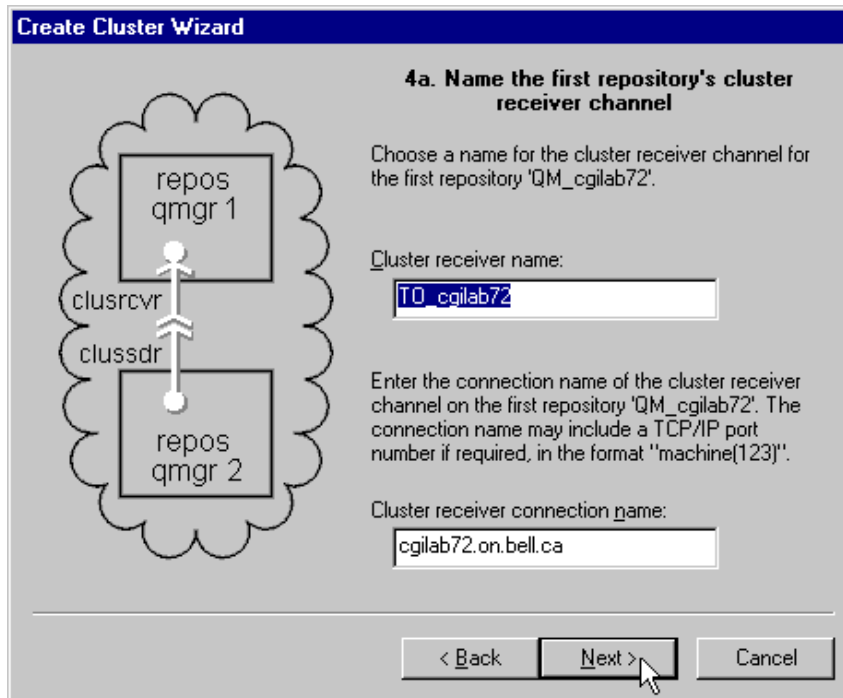 Create Cluster Wizard
repos
qmgr 1
clusrcvr
clussdr
repos
qmgr 2
4a. Name the first repository's cluster
receiver channel
Choose a name for the cluster receiver channel for
the first repository 'QM_cgilab72'.
Cluster receiver name:
TO_cgilab72
Enter the connection name of the cluster receiver
channel on the first repository 'QM_cgilab72'. The
connection name may include a TCP/IP port
number if required, in the format "machine(123)".
Cluster receiver connection name:
cgilab72.on.bell.ca
< Back
Next >
Cancel